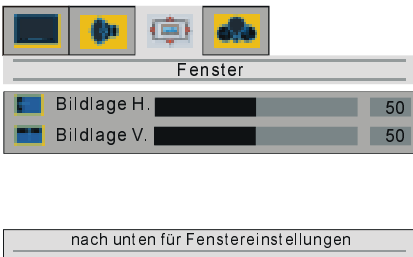 Fenster
Bildlage H. 50
Bildlage V. 50
nach unten für Fenstereinstellungen